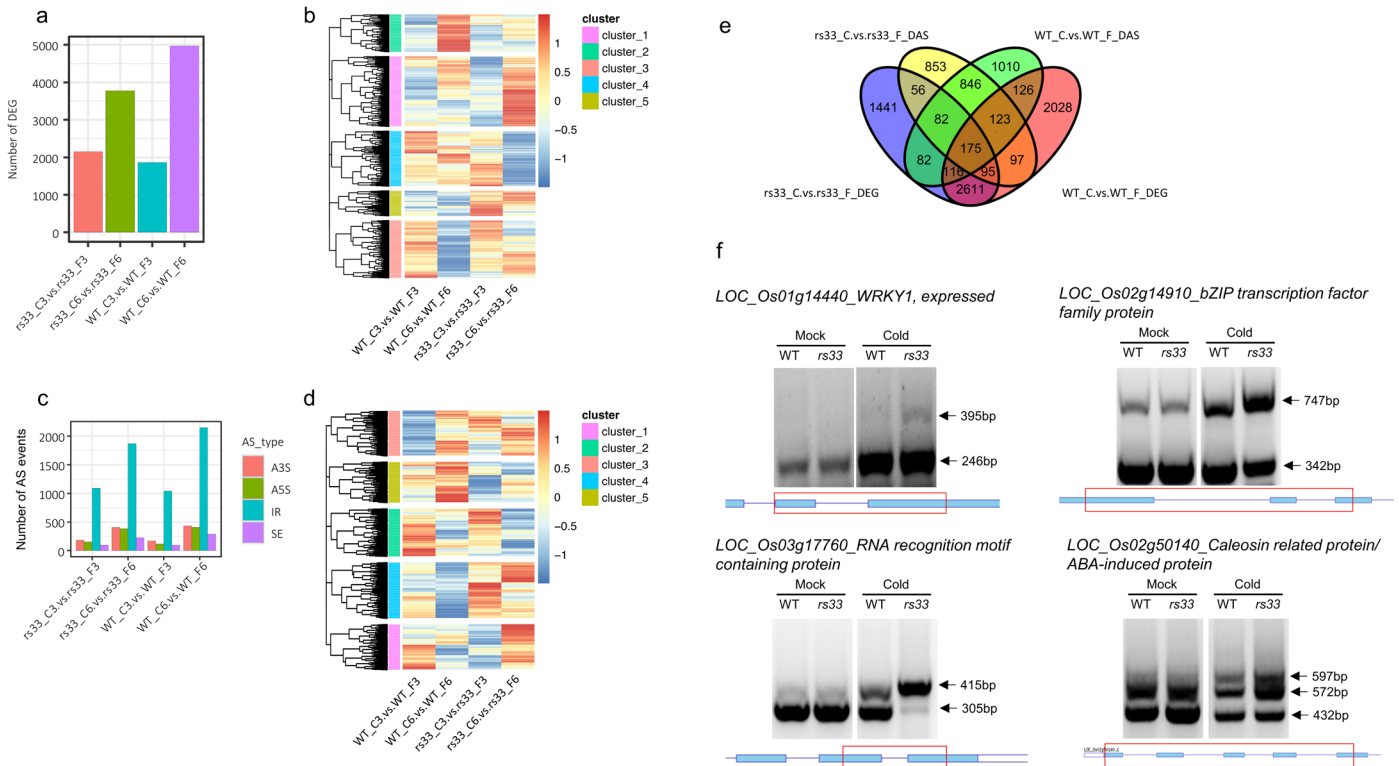 a
Number of DEG
5000
4000
3000
2000
1000
0
rs33_C3.vs.rs33_F3
rs33_C6.vs.rs33_F6
WT_C3.vs.WT_F3
WT_C6.vs.WT_F6
b
1
0.5
0
−0.5
−1
cluster
cluster_1
cluster_2
cluster_3
cluster_4
cluster_5
WT_C3.vs.WT_F3
WT_C6.vs.WT_F6
rs33_C3.vs.rs33_F3
rs33_C6.vs.rs33_F6
c
Number of AS events
2000
1500
1000
500
0
rs33_C3.vs.rs33_F3
rs33_C6.vs.rs33_F6
WT_C3.vs.WT_F3
WT_C6.vs.WT_F6
AS_type
A3S
A5S
IR
SE
d
1
0.5
0
−0.5
−1
cluster
cluster_1
cluster_2
cluster_3
cluster_4
cluster_5
WT_C3.vs.WT_F3
WT_C6.vs.WT_F6
rs33_C3.vs.rs33_F3
rs33_C6.vs.rs33_F6
e
rs33_C.vs.rs33_F_DAS
WT_C.vs.WT_F_DAS
853
1010
56
846
126
1441
2028
82
123
175
82
97
116
95
2611
rs33_C.vs.rs33_F_DEG
WT_C.vs.WT_F_DEG
f
LOC_Os01g14440_WRKY1, expressed
Mock
Cold
WT
rs33
WT
rs33
395bp
246bp
LOC_Os02g14910_bZIP transcription factor
family protein
Mock
Cold
WT
rs33
WT
rs33
747bp
342bp
LOC_Os03g17760_RNA recognition motif
containing protein
Mock
Cold
WT
rs33
WT
rs33
415bp
305bp
LOC_Os02g50140_Caleosin related protein/
ABA-induced protein
Mock
Cold
WT
rs33
WT
rs33
597bp
572bp
432bp
LOC_Os02g50140.1